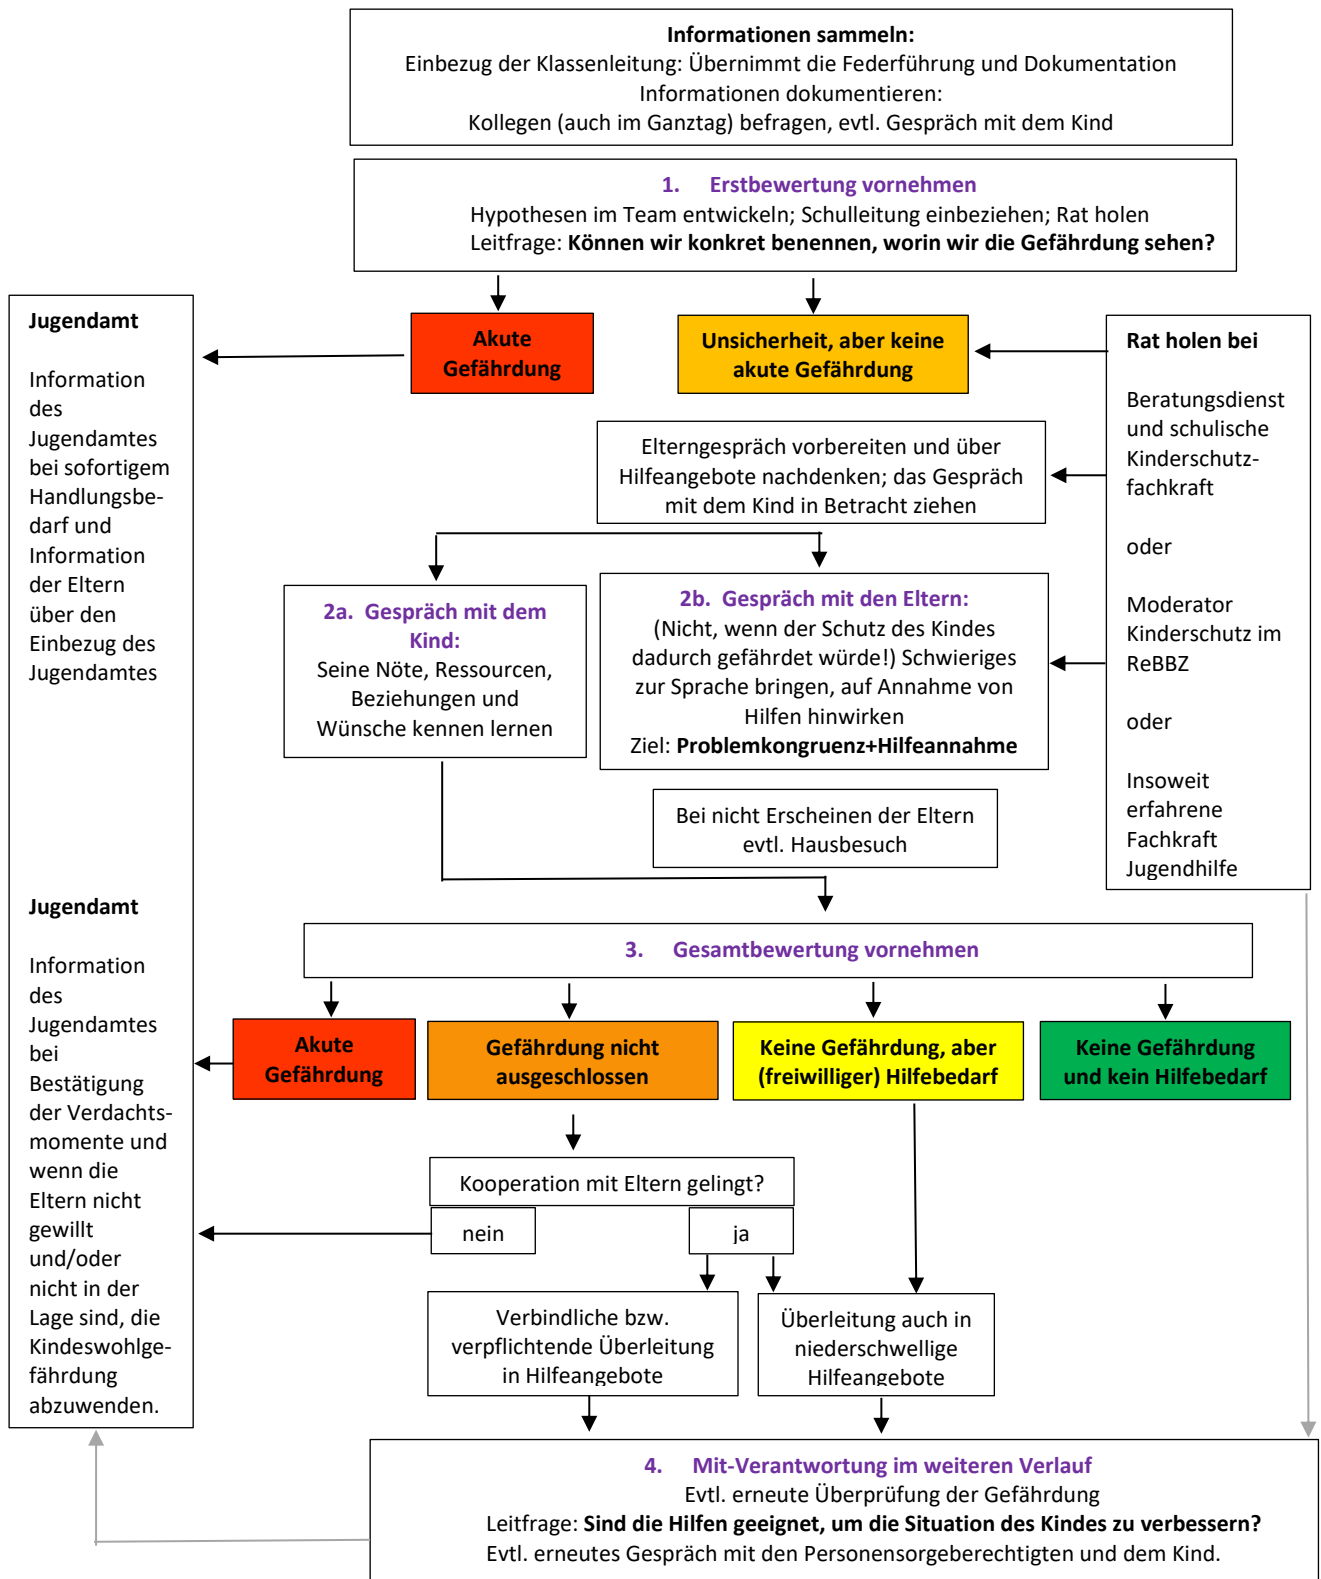 Informationen sammeln:
Einbezug der Klassenleitung: Übernimmt die Federführung und Dokumentation
Informationen dokumentieren:
Kollegen (auch im Ganztag) befragen, evtl. Gespräch mit dem Kind
1. Erstbewertung vornehmen
Hypothesen im Team entwickeln; Schulleitung einbeziehen; Rat holen
Leitfrage: Können wir konkret benennen, worin wir die Gefährdung sehen?
Jugendamt
Information
des
Jugendamtes
bei sofortigem
Handlungsbe-
darf und
Information
der Eltern
über den
Einbezug des
Jugendamtes
Akute
Gefährdung
Unsicherheit, aber keine
akute Gefährdung
Rat holen bei
Beratungsdienst
und schulische
Kinderschutz-
fachkraft
oder
Moderator
Kinderschutz im
ReBBZ
oder
Insoweit
erfahrene
Fachkraft
Jugendhilfe
Elterngespräch vorbereiten und über
Hilfeangebote nachdenken; das Gespräch
mit dem Kind in Betracht ziehen
2a. Gespräch mit dem
Kind:
Seine Nöte, Ressourcen,
Beziehungen und
Wünsche kennen lernen
2b. Gespräch mit den Eltern:
(Nicht, wenn der Schutz des Kindes
dadurch gefährdet würde!) Schwieriges
zur Sprache bringen, auf Annahme von
Hilfen hinwirken
Ziel: Problemkongruenz+Hilfeannahme
Bei nicht Erscheinen der Eltern
evtl. Hausbesuch
3. Gesamtbewertung vornehmen
Jugendamt
Information
des
Jugendamtes
bei
Bestätigung
der Verdachts-
momente und
wenn die
Eltern nicht
gewillt
und/oder
nicht in der
Lage sind, die
Kindeswohlge-
fährdung
abzuwenden.
Akute
Gefährdung
Gefährdung nicht
ausgeschlossen
Keine Gefährdung, aber
(freiwilliger) Hilfebedarf
Keine Gefährdung
und kein Hilfebedarf
Kooperation mit Eltern gelingt?
nein
ja
Verbindliche bzw.
verpflichtende Überleitung
in Hilfeangebote
Überleitung auch in
niederschwellige
Hilfeangebote
4. Mit-Verantwortung im weiteren Verlauf
Evtl. erneute Überprüfung der Gefährdung
Leitfrage: Sind die Hilfen geeignet, um die Situation des Kindes zu verbessern?
Evtl. erneutes Gespräch mit den Personensorgeberechtigten und dem Kind.